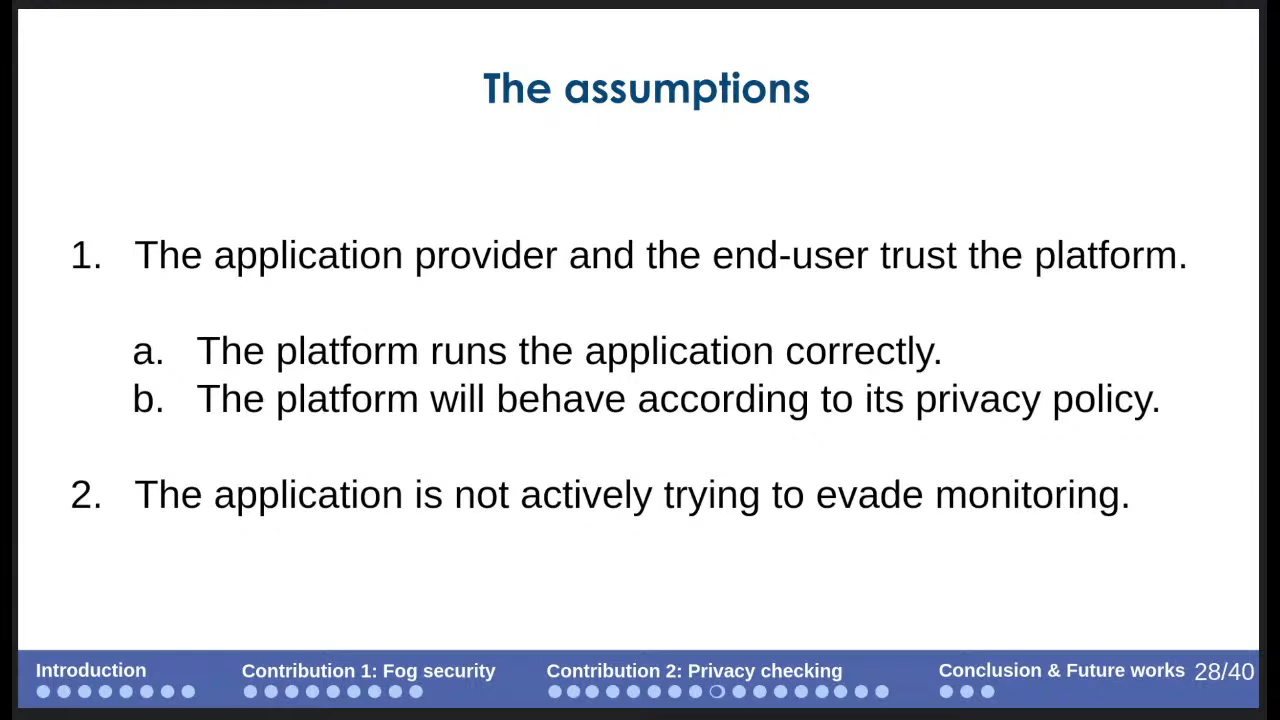 The assumptions
1. The application provider and the end-user trust the platform.
a. The platform runs the application correctly.
b. The platform will behave according to its privacy policy.
2. The application is not actively trying to evade monitoring.
Introduction
Contribution 1: Fog security
Contribution 2: Privacy checking
Conclusion & Future works
28/40